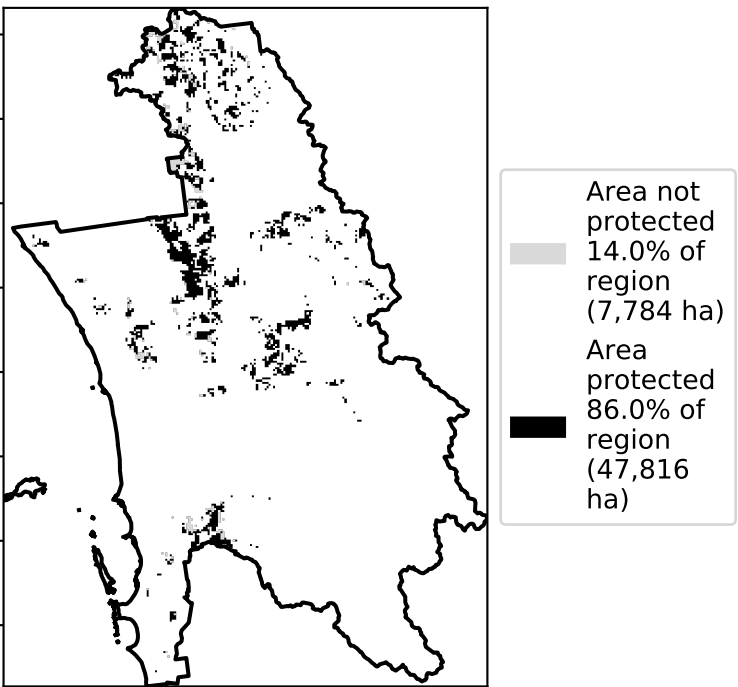 Area not
protected
14.0% of
region
(7,784 ha)
Area
protected
86.0% of
region
(47,816
ha)